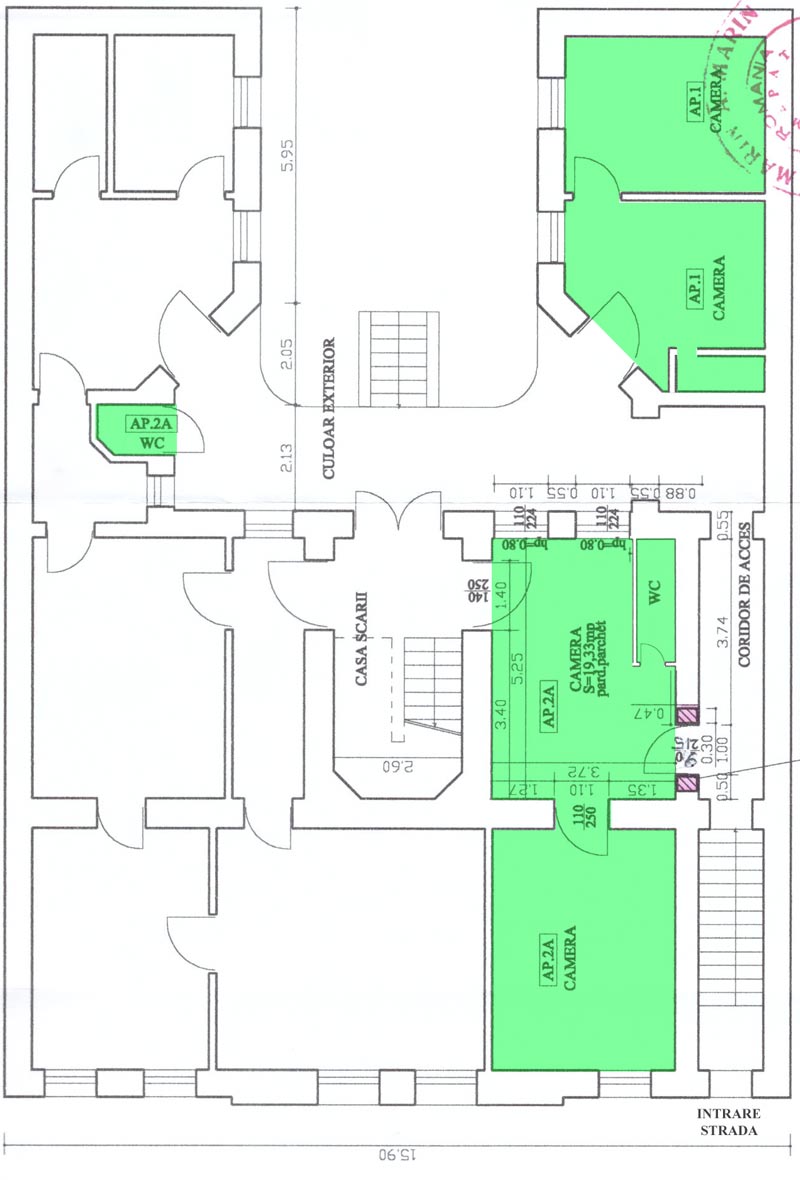 MARIN A. MARIN
ROMANIA
AP.1
CAMERA
5.95
AP.1
CAMERA
2.05
CULOAR EXTERIOR
AP.2A
WC
2.13
1.10
0.55
1.10
0.55
0.88
110
224
110
224
hp=0.80
hp=0.80
0.55
CORIDOR DE ACCES
250
140
1.40
CASA SCARII
CAMERA
S=19,33mp
pard.parchet
WC
3.74
5.25
AP.2A
3.40
0.47
215
0.30
1.00
2.60
3.72
1.27
1.10
1.35
0.50
110
250
AP.2A
CAMERA
INTRARE
STRADA
15.90